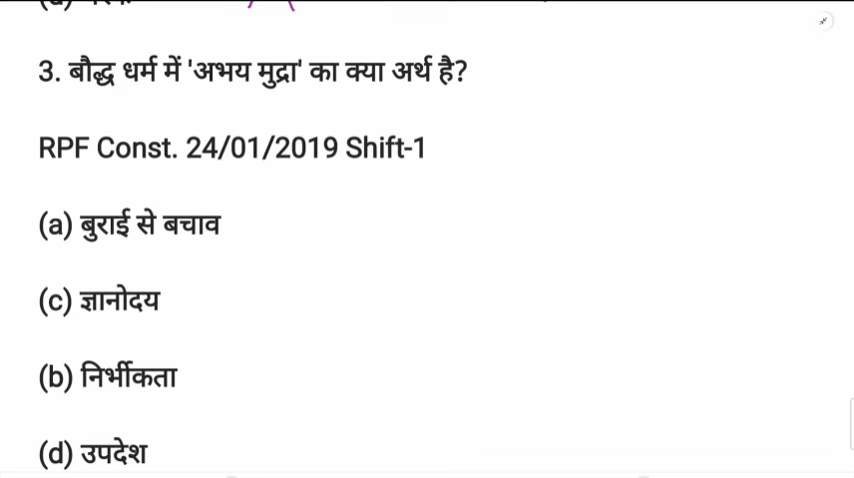 3. बौद्ध धर्म में 'अभय मुद्रा' का क्या अर्थ है?
RPF Const. 24/01/2019 Shift-1
(a) बुराई से बचाव
(c) ज्ञानोदय
(b) निर्भीकता
(d) उपदेश